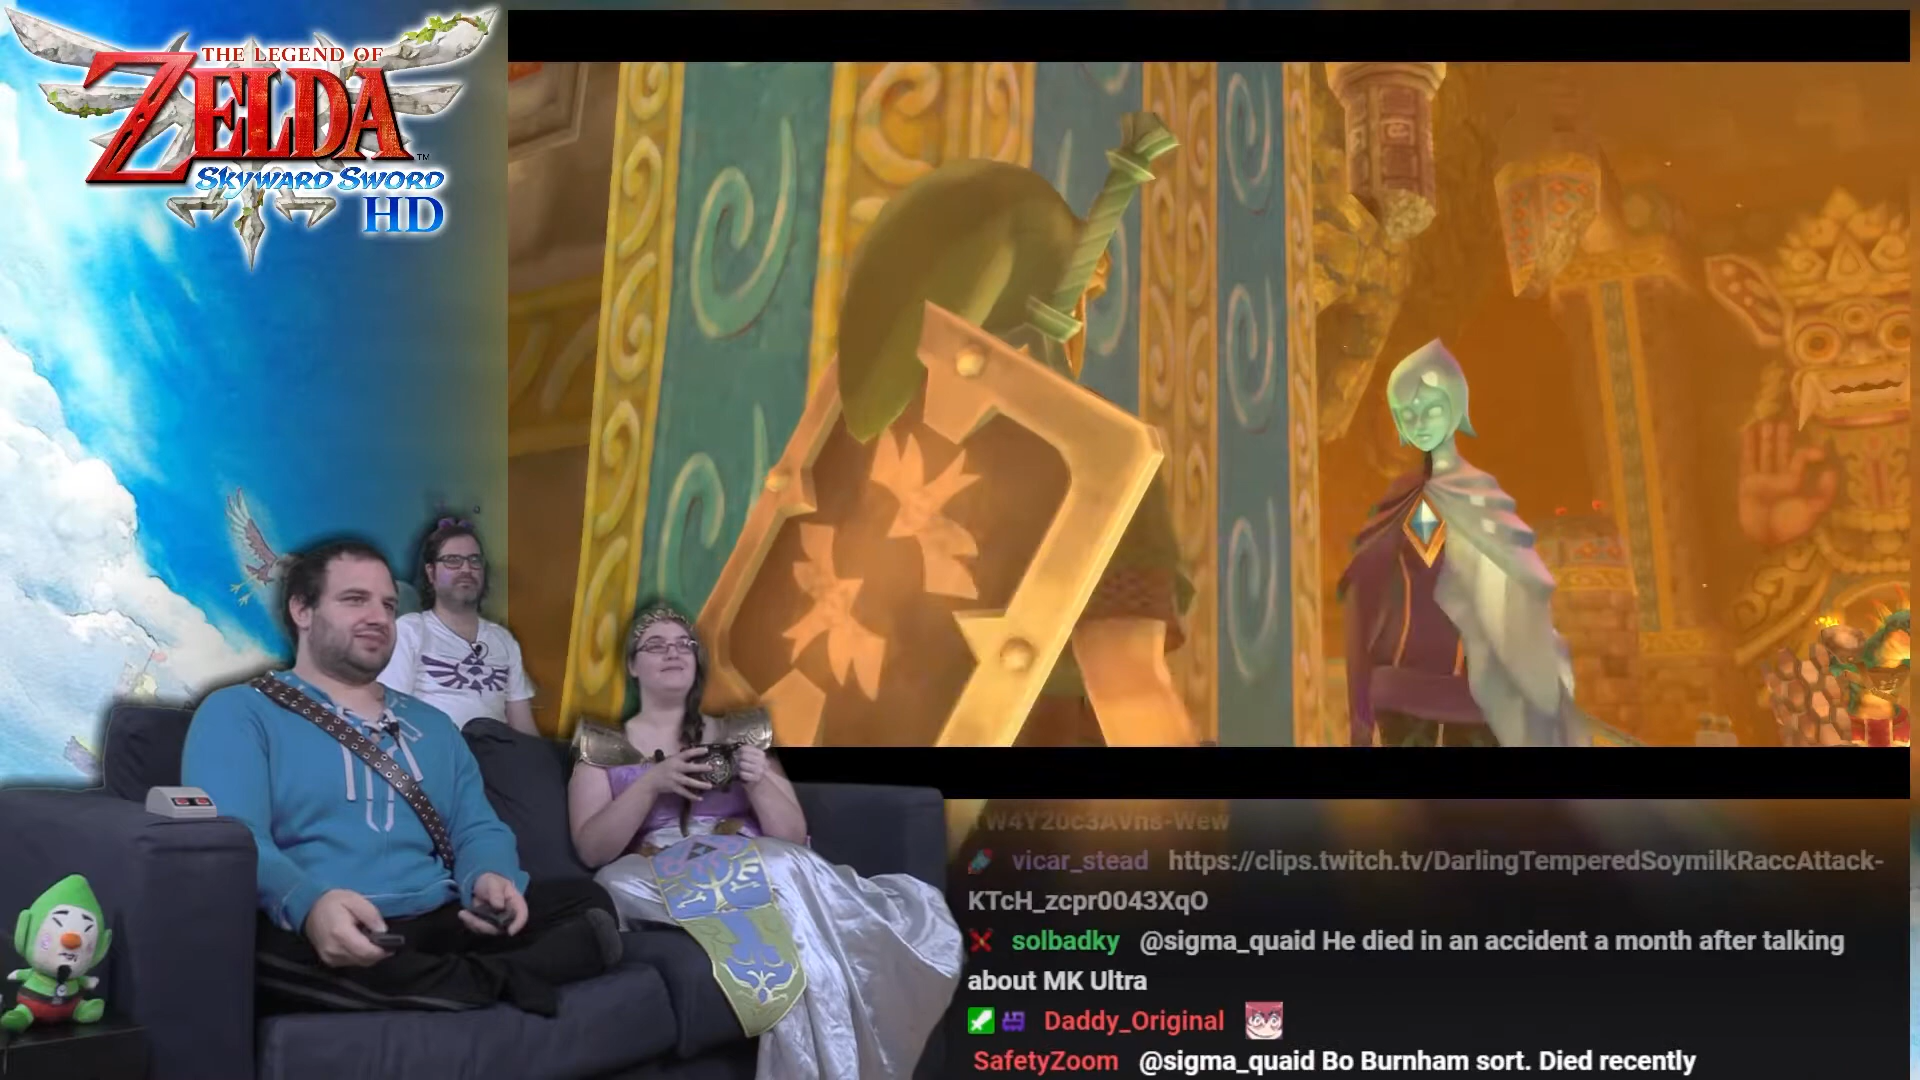 THE LEGEND OF
ZELDA
TM
SKYWARD SWORD
HD
vicar_stead https://clips.twitch.tv/DarlingTemperedSoymilkRaccAttack-
KTcH_zcpr0043XqO
solbadky @sigma_quaid He died in an accident a month after talking
about MK Ultra
Daddy_Original
SafetyZoom @sigma_quaid Bo Burnham sort. Died recently